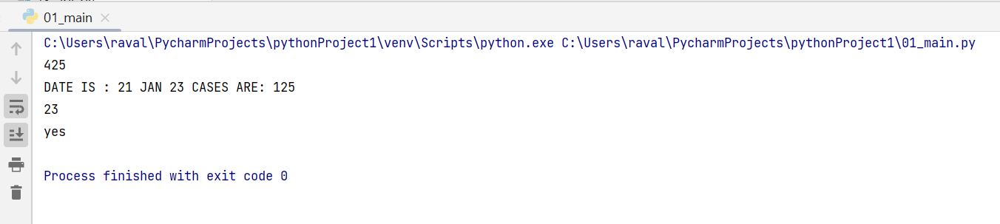 01_main
C:\Users\raval\PycharmProjects\pythonProject1\venv\Scripts\python.exe C:\Users\raval\PycharmProjects\pythonProject1\01_main.py
425
DATE IS : 21 JAN 23 CASES ARE: 125
23
yes
Process finished with exit code 0